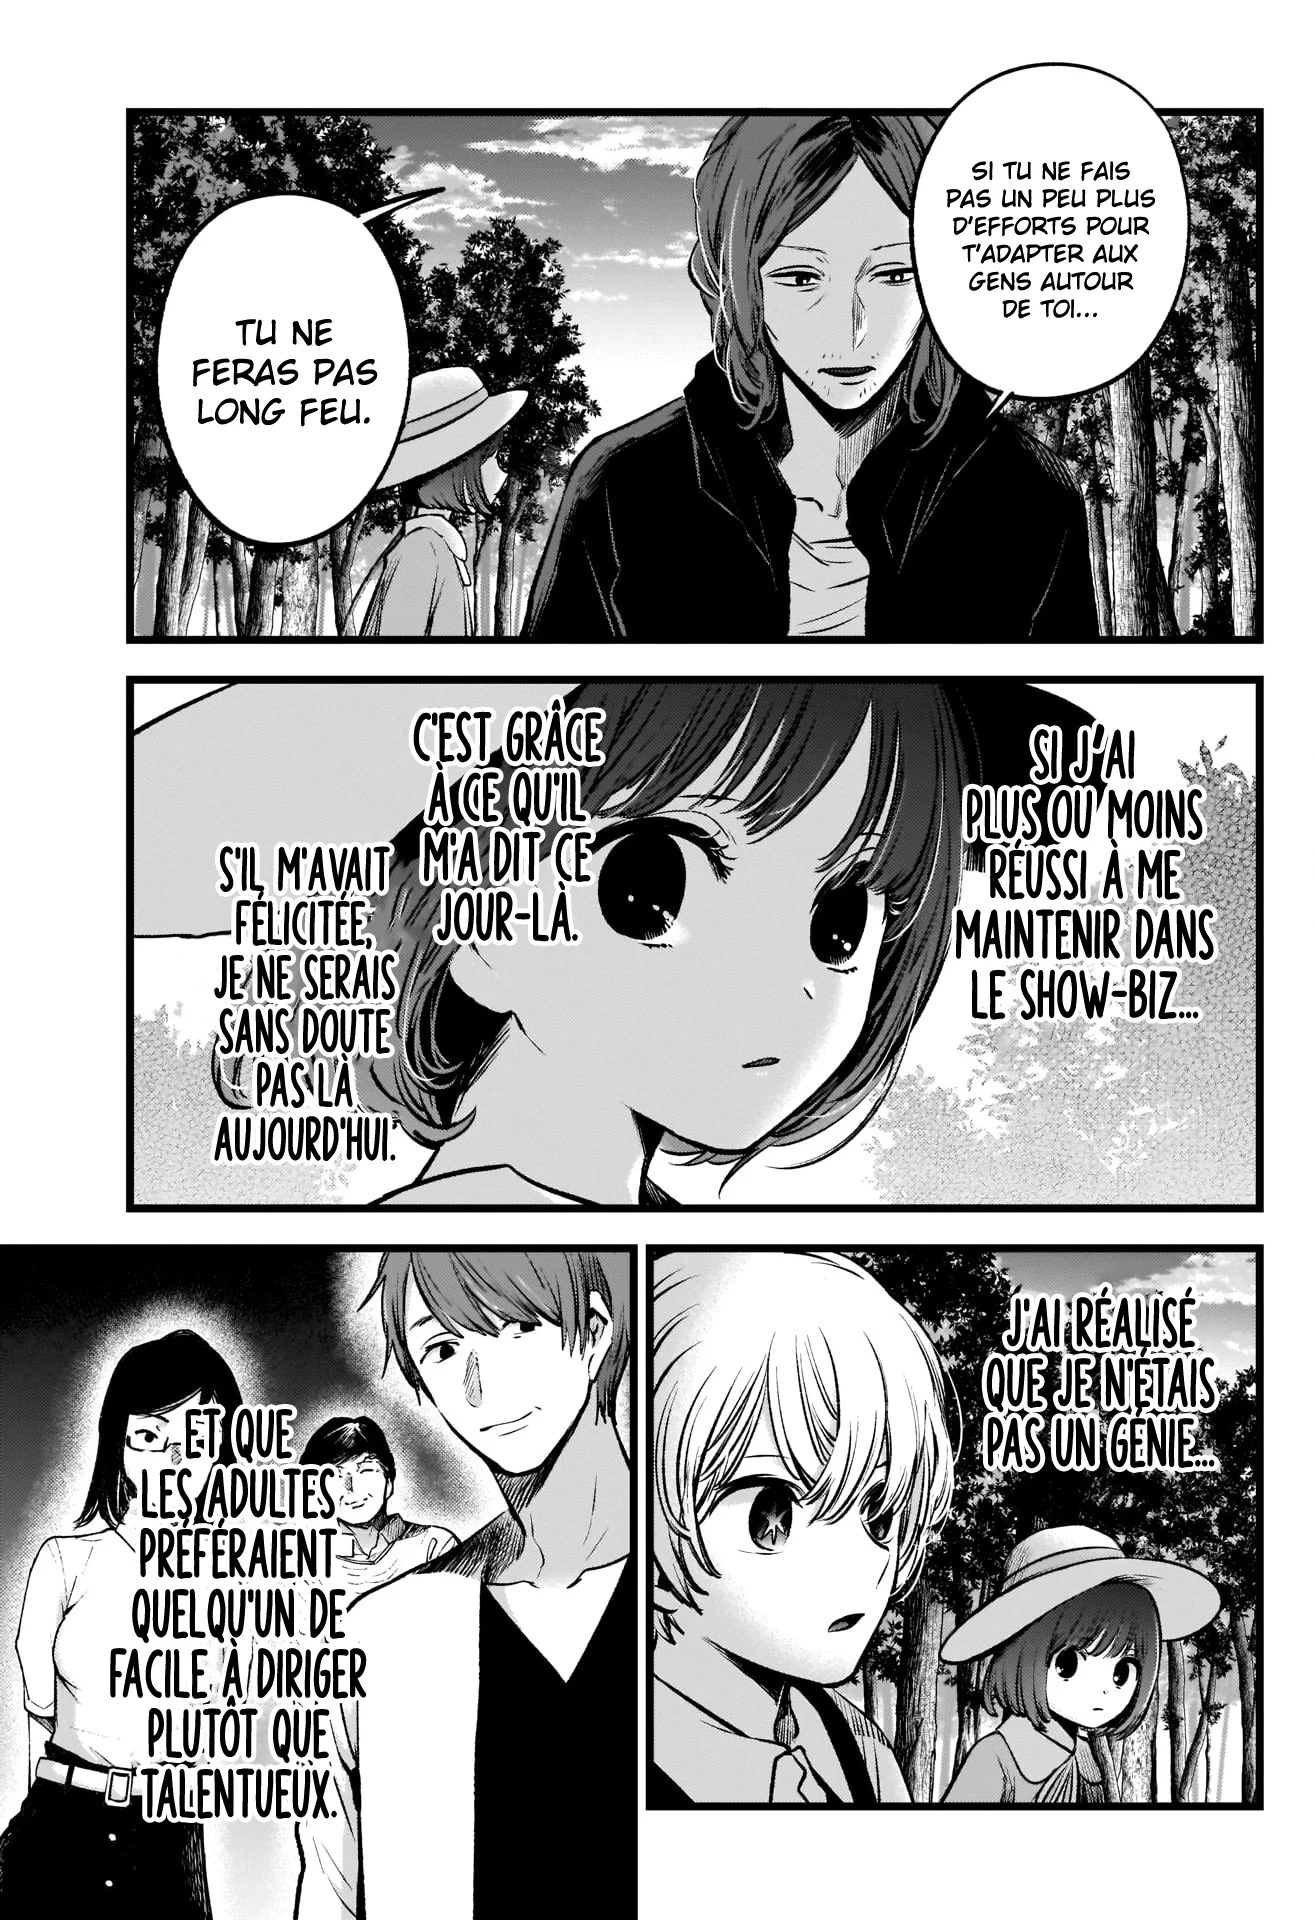 SI TU NE FAIS
PAS UN PEU PLUS
D'EFFORTS POUR
T'ADAPTER AUX
GENS AUTOUR
DE TOI...
TU NE
FERAS PAS
LONG FEU.
SI J'AI
PLUS OU MOINS
RÉUSSI À ME
MAINTENIR DANS
LE SHOW-BIZ...
C'EST GRÂCE
À CE QU'IL
M'A DIT CE
JOUR-LÀ.
S'IL M'AVAIT
FÉLICITÉE,
JE NE SERAIS
SANS DOUTE
PAS LÀ
AUJOURD'HUI.
J'AI RÉALISÉ
QUE JE N'ÉTAIS
PAS UN GÉNIE...
ET QUE
LES ADULTES
PRÉFÉRAIENT
QUELQU'UN DE
FACILE À DIRIGER
PLUTÔT QUE
TALENTUEUX.